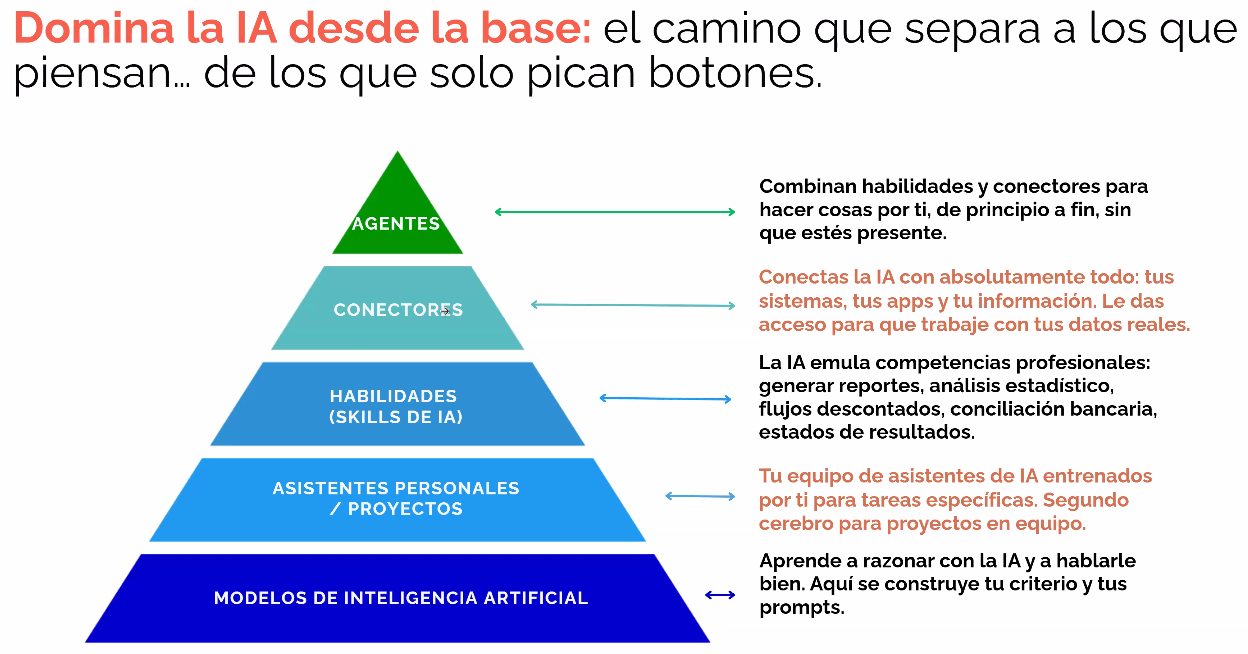 Domina la IA desde la base: el camino que separa a los que
piensan... de los que solo pican botones.
AGENTES
Combinan habilidades y conectores para
hacer cosas por ti, de principio a fin, sin
que estés presente.
CONECTORES
Conectas la IA con absolutamente todo: tus
sistemas, tus apps y tu información. Le das
acceso para que trabaje con tus datos reales.
HABILIDADES
(SKILLS DE IA)
La IA emula competencias profesionales:
generar reportes, análisis estadístico,
flujos descontados, conciliación bancaria,
estados de resultados.
ASISTENTES PERSONALES
/ PROYECTOS
Tu equipo de asistentes de IA entrenados
por ti para tareas específicas. Segundo
cerebro para proyectos en equipo.
MODELOS DE INTELIGENCIA ARTIFICIAL
Aprende a razonar con la IA y a hablarle
bien. Aquí se construye tu criterio y tus
prompts.